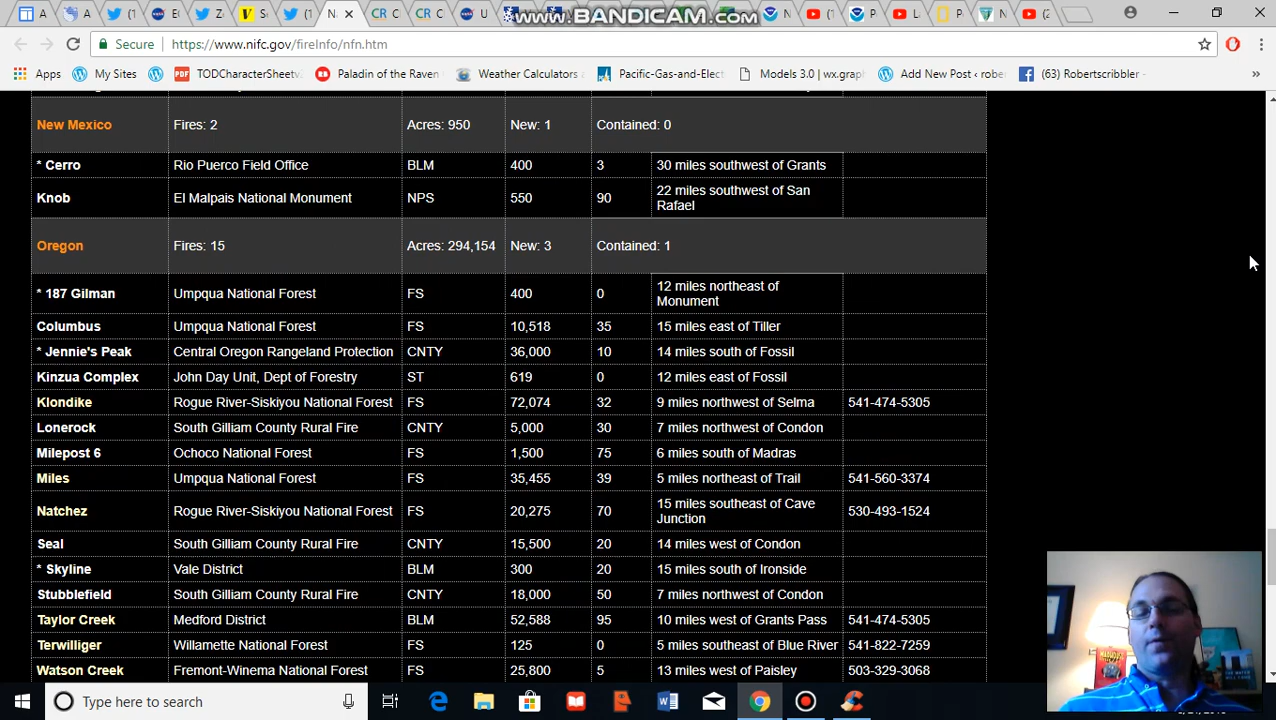 A
(1
EC
Z
So
(1
N
C
C
U
www.BANDICAM.com
N
(1
P
L
P
N
(2
Secure
https://www.nifc.gov/fireInfo/nfn.htm
Apps My Sites PDF TODCharacterSheetv Paladin of the Raven Weather Calculators Pacific-Gas-and-Elec Models 3.0 | wx.grap Add New Post ‹ rober (63) Robertscribbler »
New Mexico Fires: 2 Acres: 950 New: 1 Contained: 0
* Cerro Rio Puerco Field Office BLM 400 3 30 miles southwest of Grants
Knob El Malpais National Monument NPS 550 90 22 miles southwest of San
Rafael
Oregon Fires: 15 Acres: 294,154 New: 3 Contained: 1
* 187 Gilman Umpqua National Forest FS 400 0 12 miles northeast of
Monument
Columbus Umpqua National Forest FS 10,518 35 15 miles east of Tiller
* Jennie's Peak Central Oregon Rangeland Protection CNTY 36,000 10 14 miles south of Fossil
Kinzua Complex John Day Unit, Dept of Forestry ST 619 0 12 miles east of Fossil
Klondike Rogue River-Siskiyou National Forest FS 72,074 32 9 miles northwest of Selma 541-474-5305
Lonerock South Gilliam County Rural Fire CNTY 5,000 30 7 miles northwest of Condon
Milepost 6 Ochoco National Forest FS 1,500 75 6 miles south of Madras
Miles Umpqua National Forest FS 35,455 39 5 miles northeast of Trail 541-560-3374
Natchez Rogue River-Siskiyou National Forest FS 20,275 70 15 miles southeast of Cave
Junction 530-493-1524
Seal South Gilliam County Rural Fire CNTY 15,500 20 14 miles west of Condon
* Skyline Vale District BLM 300 20 15 miles south of Ironside
Stubblefield South Gilliam County Rural Fire CNTY 18,000 50 7 miles northwest of Condon
Taylor Creek Medford District BLM 52,588 95 10 miles west of Grants Pass 541-474-5305
Terwilliger Willamette National Forest FS 125 0 5 miles southeast of Blue River 541-822-7259
Watson Creek Fremont-Winema National Forest FS 25,800 5 13 miles west of Paisley 503-329-3068
Type here to search